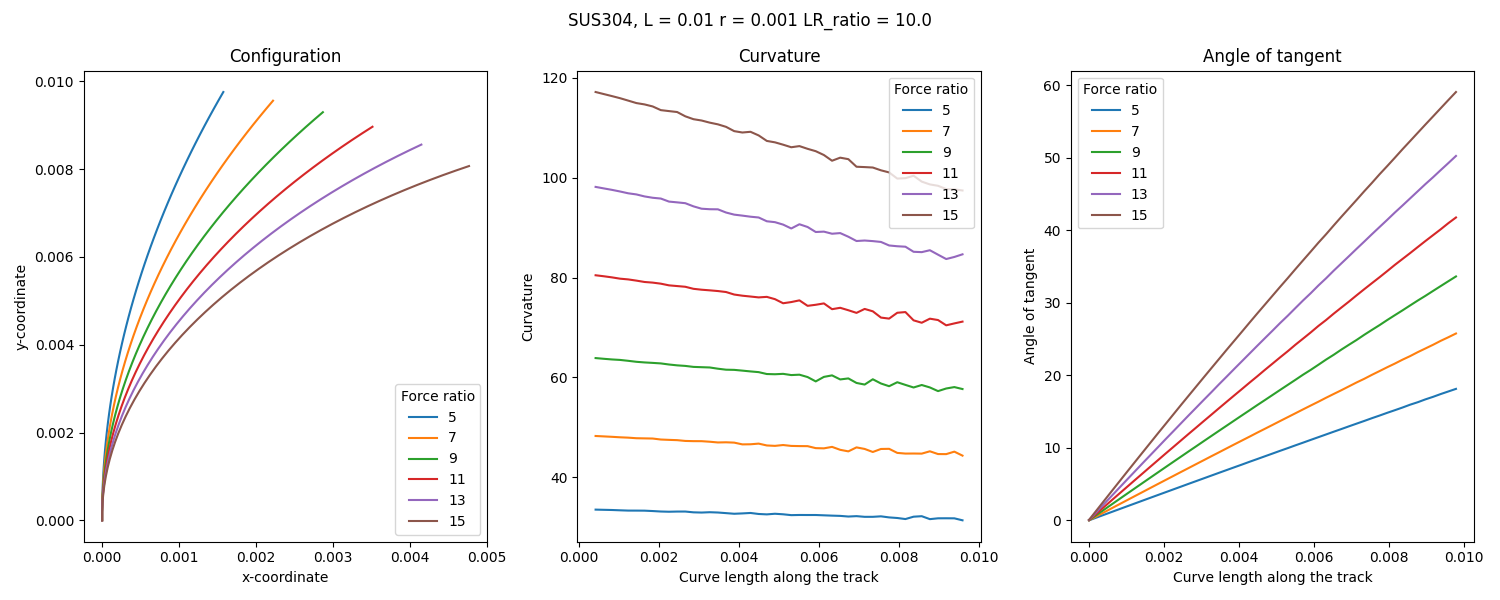 SUS304, L = 0.01 r = 0.001 LR_ratio = 10.0
Configuration
y-coordinate
0.010
0.008
0.006
0.004
0.002
0.000
0.000 0.001 0.002 0.003 0.004 0.005
x-coordinate
Force ratio
5
7
9
11
13
15
Curvature
Curvature
120
100
80
60
40
0.000 0.002 0.004 0.006 0.008 0.010
Curve length along the track
Force ratio
5
7
9
11
13
15
Angle of tangent
Angle of tangent
60
50
40
30
20
10
0
0.000 0.002 0.004 0.006 0.008 0.010
Curve length along the track
Force ratio
5
7
9
11
13
15